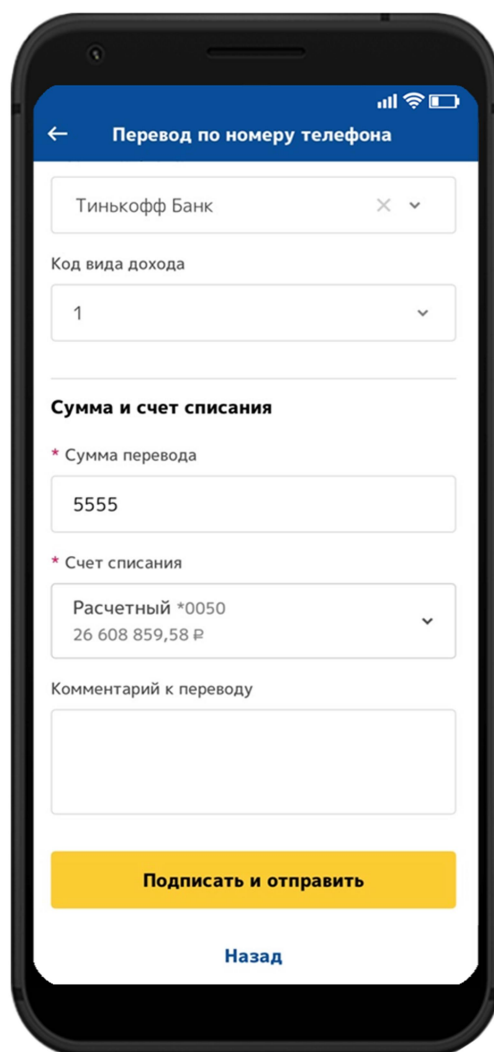 Перевод по номеру телефона
Тинькофф Банк
Код вида дохода
1
Сумма и счет списания
* Сумма перевода
5555
* Счет списания
Расчетный *0050
26 608 859,58 ₽
Комментарий к переводу
Подписать и отправить
Назад